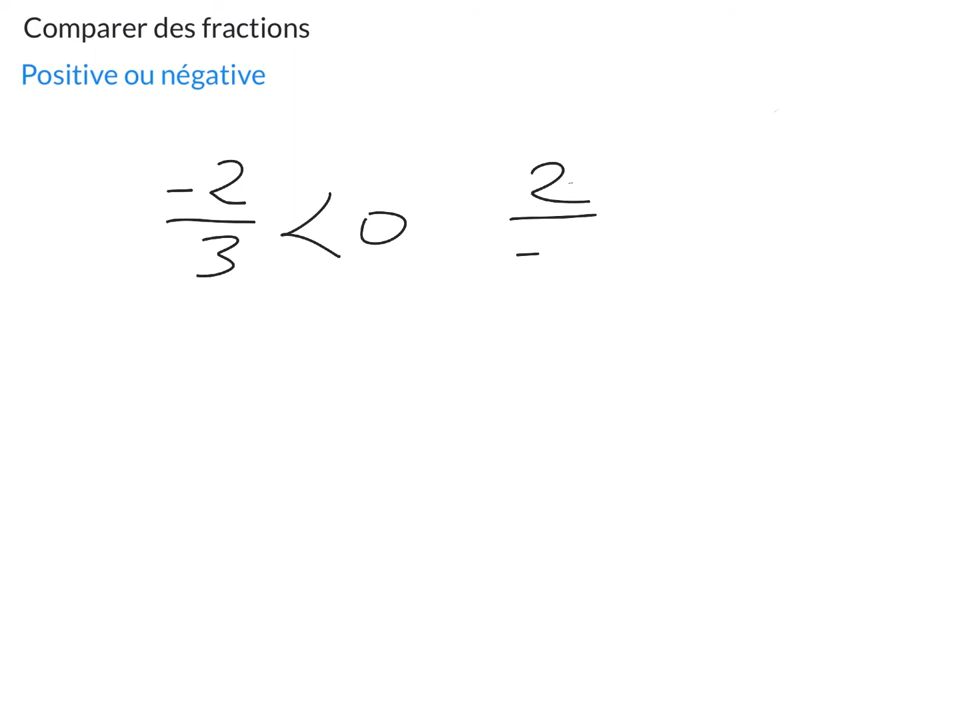 Comparer des fractions
Positive ou négative
-2/3 < 0 2/-